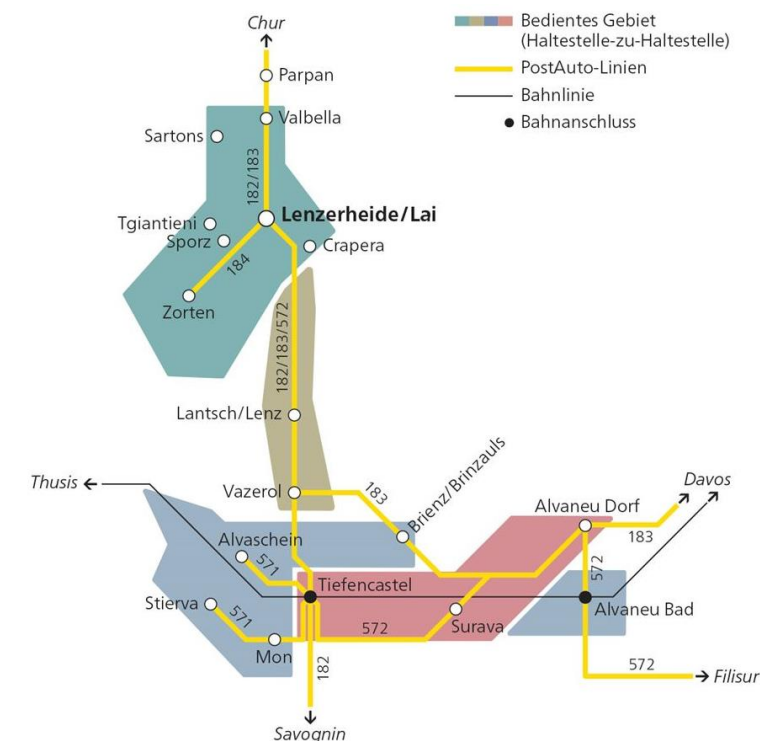 Chur
Bedientes Gebiet
(Haltestelle-zu-Haltestelle)
PostAuto-Linien
Bahnlinie
Bahnanschluss
Parpan
Valbella
Sartons
182/183
Lenzerheide/Lai
Tgiantieni
Sporz
Crapera
184
Zorten
182/183/572
Lantsch/Lenz
Thusis
Vazerol
183
Brienz/Brinzauls
Davos
Alvaneu Dorf
183
Alvaschein
571
572
Tiefencastel
Stierva
571
Alvaneu Bad
Surava
572
Mon
182
572
Filisur
Savognin